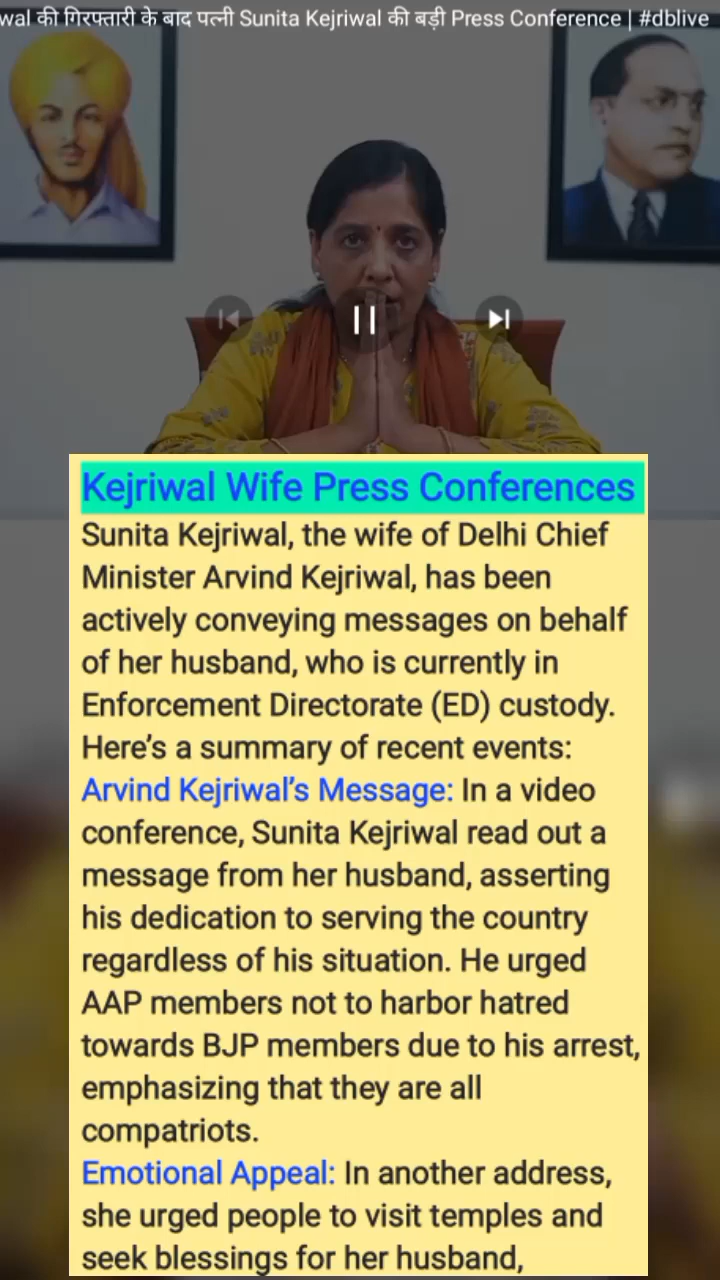 wal की गिरफ्तारी के बाद पत्नी Sunita Kejriwal की बड़ी Press Conference | #dblive
Kejriwal Wife Press Conferences
Sunita Kejriwal, the wife of Delhi Chief
Minister Arvind Kejriwal, has been
actively conveying messages on behalf
of her husband, who is currently in
Enforcement Directorate (ED) custody.
Here’s a summary of recent events:
Arvind Kejriwal’s Message: In a video
conference, Sunita Kejriwal read out a
message from her husband, asserting
his dedication to serving the country
regardless of his situation. He urged
AAP members not to harbor hatred
towards BJP members due to his arrest,
emphasizing that they are all
compatriots.
Emotional Appeal: In another address,
she urged people to visit temples and
seek blessings for her husband,